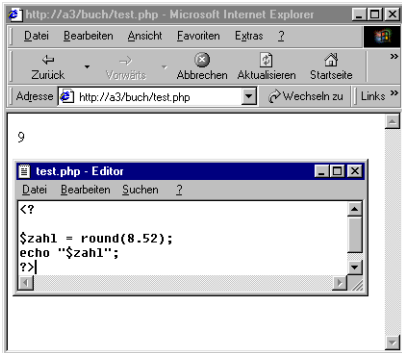 http://a3/buch/test.php - Microsoft Internet Explorer
Datei Bearbeiten Ansicht Favoriten Extras ?
Zurück Vorwärts Abbrechen Aktualisieren Startseite »
Adresse http://a3/buch/test.php Wechseln zu Links »
9
test.php - Editor
Datei Bearbeiten Suchen ?
<?
$zahl = round(8.52);
echo "$zahl";
?>